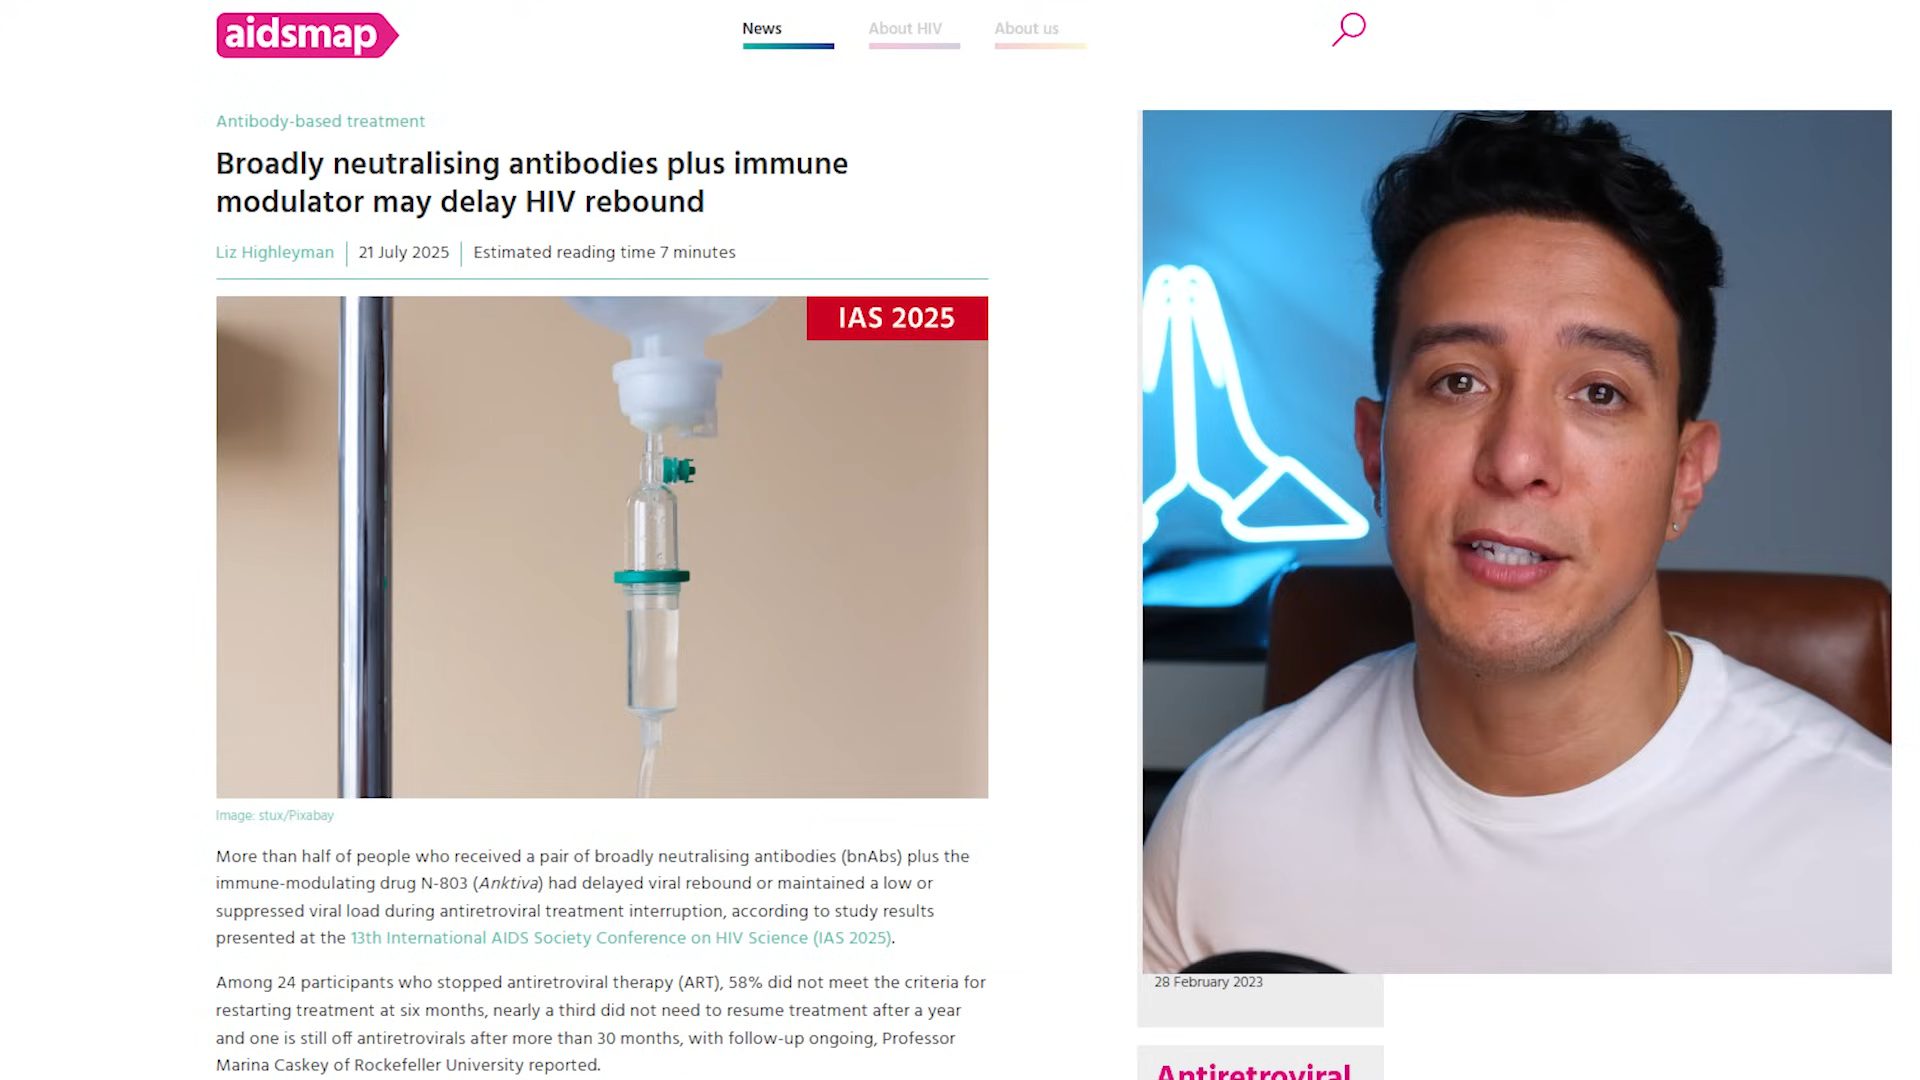 aidsmap
News
About HIV
About us
Antibody-based treatment
Broadly neutralising antibodies plus immune
modulator may delay HIV rebound
Liz Highleyman
21 July 2025
Estimated reading time 7 minutes
IAS 2025
Image: stux/Pixabay
More than half of people who received a pair of broadly neutralising antibodies (bnAbs) plus the
immune-modulating drug N-803 (Anktiva) had delayed viral rebound or maintained a low or
suppressed viral load during antiretroviral treatment interruption, according to study results
presented at the 13th International AIDS Society Conference on HIV Science (IAS 2025).
Among 24 participants who stopped antiretroviral therapy (ART), 58% did not meet the criteria for
restarting treatment at six months, nearly a third did not need to resume treatment after a year
and one is still off antiretrovirals after more than 30 months, with follow-up ongoing, Professor
Marina Caskey of Rockefeller University reported.
28 February 2023
Antiretroviral